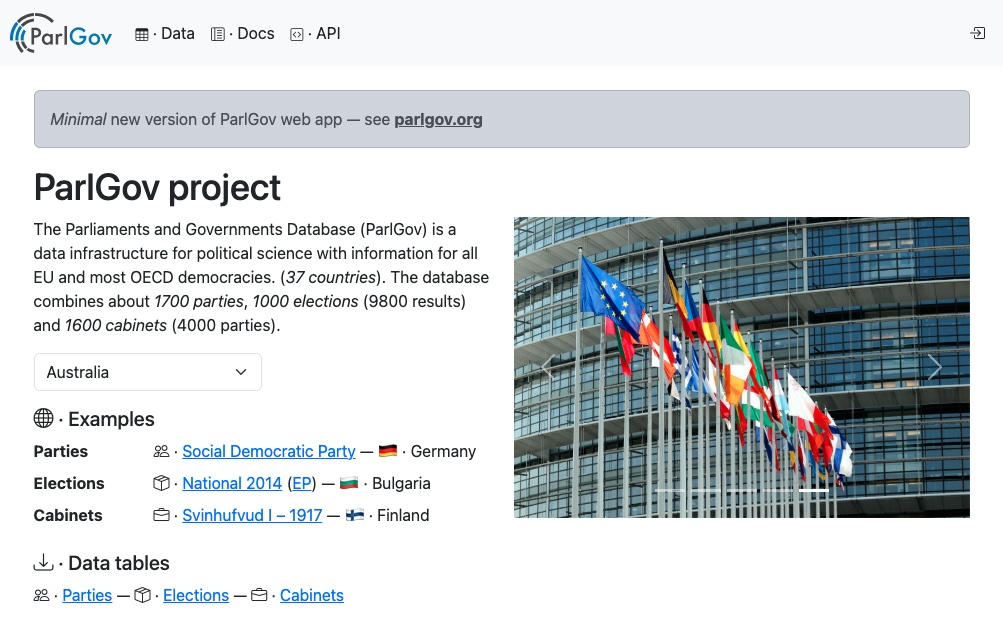 ParlGov · Data · Docs · API
Minimal new version of ParlGov web app — see parlgov.org
ParlGov project
The Parliaments and Governments Database (ParlGov) is a
data infrastructure for political science with information for all
EU and most OECD democracies. (37 countries). The database
combines about 1700 parties, 1000 elections (9800 results)
and 1600 cabinets (4000 parties).
Australia
· Examples
Parties · Social Democratic Party — 🇩🇪 · Germany
Elections · National 2014 (EP) — 🇧🇬 · Bulgaria
Cabinets · Svinhufvud I – 1917 — 🇫🇮 · Finland
· Data tables
· Parties — · Elections — · Cabinets